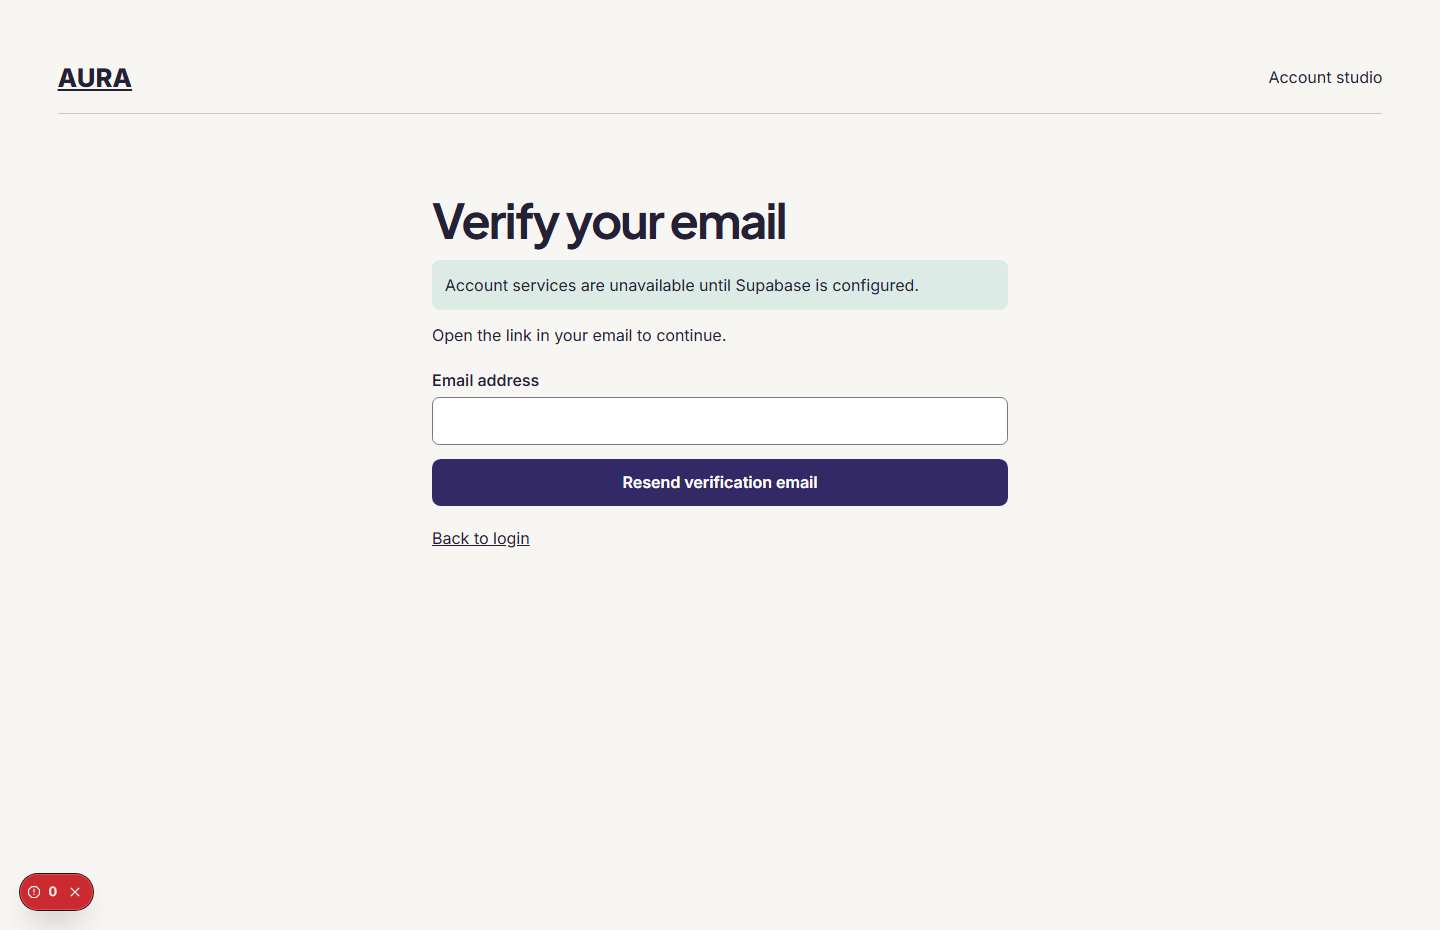 AURA
Account studio
Verify your email
Account services are unavailable until Supabase is configured.
Open the link in your email to continue.
Email address
Resend verification email
Back to login
0